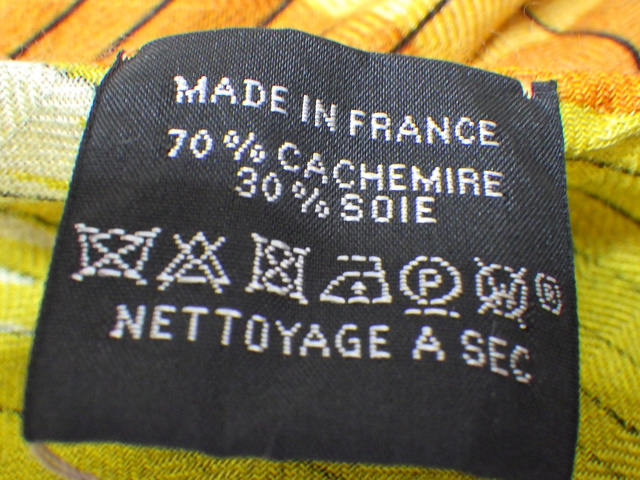 MADE IN FRANCE
70 % CACHEMIRE
30 % SOIE
P W ®
NETTOYAGE A SEC